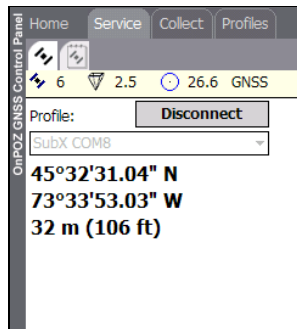 OnPOZ GNSS Control Panel
Home Service Collect Profiles
6 2.5 26.6 GNSS
Profile: Disconnect
SubX COM8
45°32'31.04" N
73°33'53.03" W
32 m (106 ft)